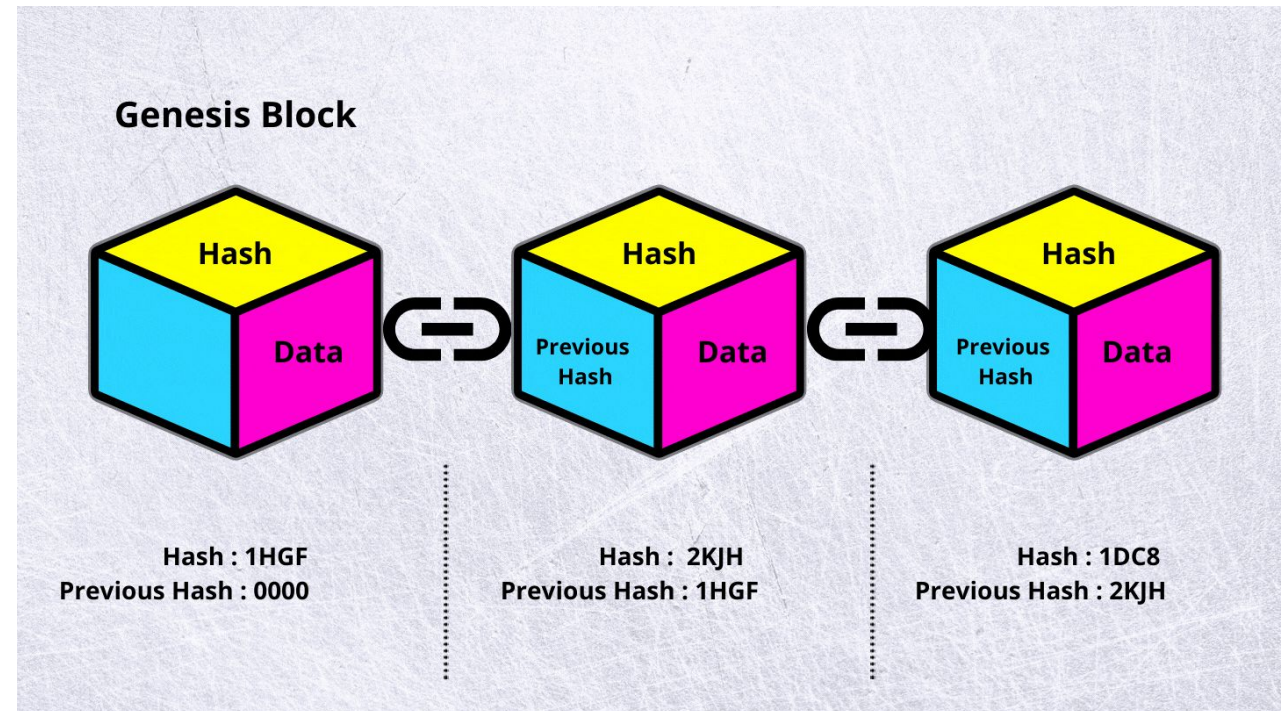 Genesis Block
Hash
Data
Hash
Previous
Hash
Data
Hash
Previous
Hash
Data
Hash : 1HGF
Previous Hash : 0000
Hash : 2KJH
Previous Hash : 1HGF
Hash : 1DC8
Previous Hash : 2KJH